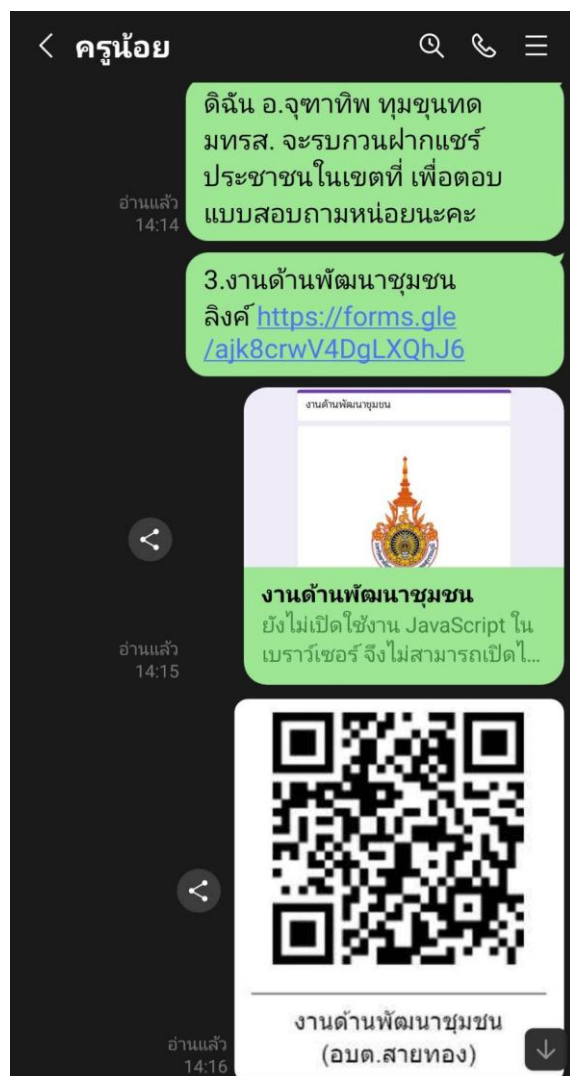 ครูน้อย
ดิฉัน อ.จุฑาทิพ ทุมขุนทด
มทรส. จะรบกวนฝากแชร์
ประชาชนในเขตที่ เพื่อตอบ
แบบสอบถามหน่อยนะคะ
อ่านแล้ว
14:14
3.งานด้านพัฒนาชุมชน
ลิงค์ https://forms.gle
/ajk8crwV4DgLXQhJ6
งานด้านพัฒนาชุมชน
งานด้านพัฒนาชุมชน
ยังไม่เปิดใช้งาน JavaScript ใน
เบราว์เซอร์ จึงไม่สามารถเปิดไ...
อ่านแล้ว
14:15
งานด้านพัฒนาชุมชน
(อบต.สายทอง)
อ่านแล้ว
14:16